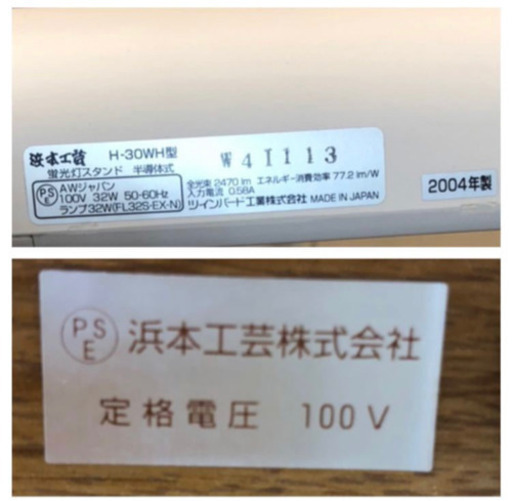 浜本工芸 H-30WH型
蛍光灯スタンド 半導体式
PSE AWジャパン
100V 32W 50-60Hz
ランプ32W(FL32S・EX-N)
W41113
全光束 2470 lm エネルギー消費効率 77.2 lm/W
入力電流 0.58A
ツインバード工業株式会社 MADE IN JAPAN
2004年製
PSE 浜本工芸株式会社
定格電圧 100V